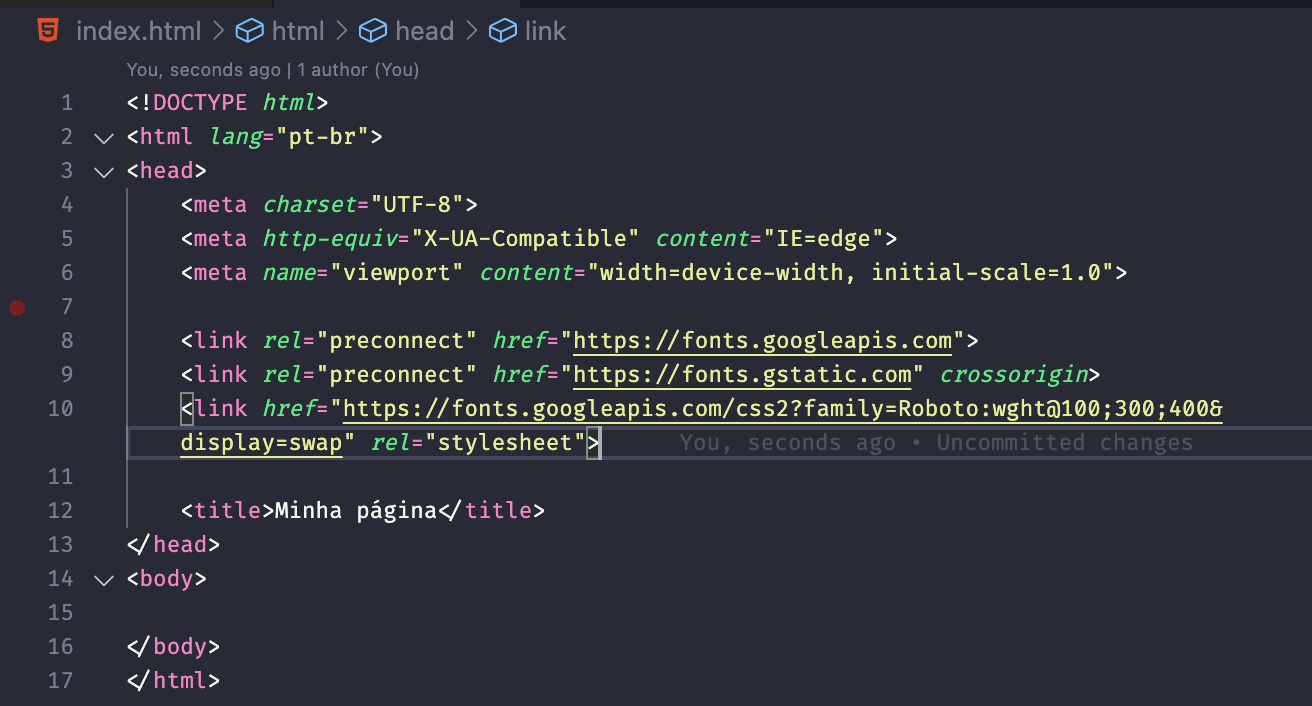 index.html > html > head > link
You, seconds ago | 1 author (You)
1 <!DOCTYPE html>
2 <html lang="pt-br">
3 <head>
4 <meta charset="UTF-8">
5 <meta http-equiv="X-UA-Compatible" content="IE=edge">
6 <meta name="viewport" content="width=device-width, initial-scale=1.0">
7
8 <link rel="preconnect" href="https://fonts.googleapis.com">
9 <link rel="preconnect" href="https://fonts.gstatic.com" crossorigin>
10 <link href="https://fonts.googleapis.com/css2?family=Roboto:wght@100;300;400&
display=swap" rel="stylesheet"> You, seconds ago • Uncommitted changes
11
12 <title>Minha página</title>
13 </head>
14 <body>
15
16 </body>
17 </html>